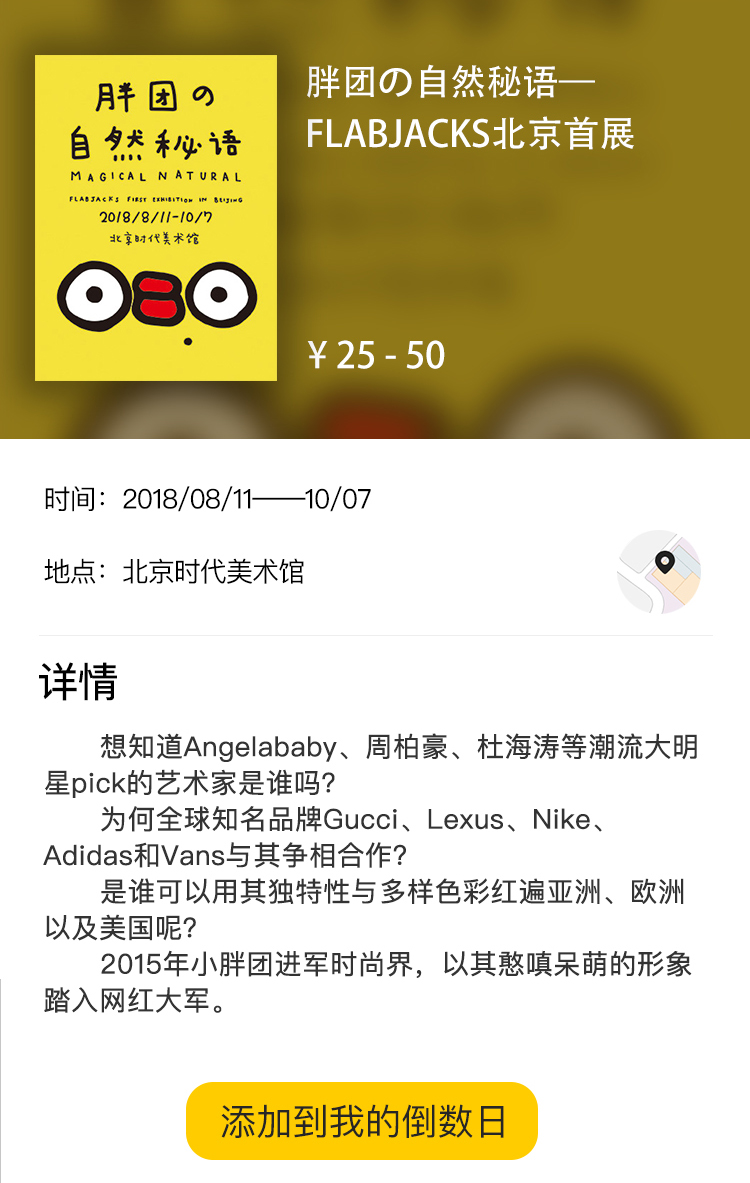 胖团の
自然秘语
MAGICAL NATURAL
FLABJACKS FIRST EXHIBITION IN BEIJING
2018/8/11-10/7
北京时代美术馆
胖团の自然秘语—
FLABJACKS北京首展
¥ 25 - 50
时间：2018/08/11——10/07
地点：北京时代美术馆
详情
想知道Angelababy、周柏豪、杜海涛等潮流大明
星pick的艺术家是谁吗？
为何全球知名品牌Gucci、Lexus、Nike、
Adidas和Vans与其争相合作？
是谁可以用其独特性与多样色彩红遍亚洲、欧洲
以及美国呢？
2015年小胖团进军时尚界，以其憨嗔呆萌的形象
踏入网红大军。
添加到我的倒数日